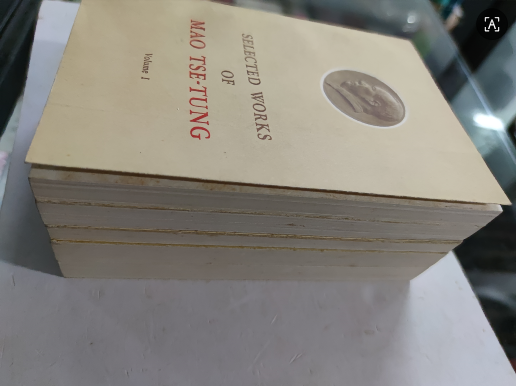 SELECTED WORKS
OF
MAO TSE-TUNG
Volume I
A